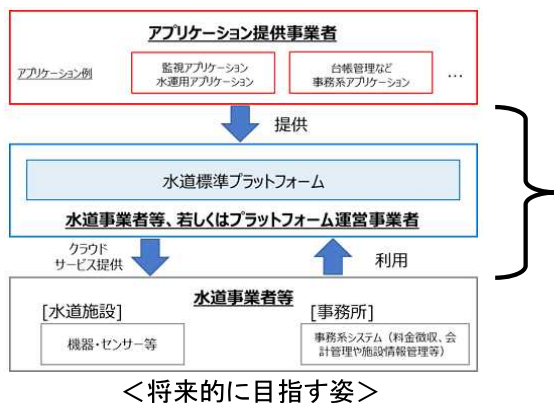 アプリケーション提供事業者
アプリケーション例
監視アプリケーション
水運用アプリケーション
台帳管理など
事務系アプリケーション
…
提供
水道標準プラットフォーム
水道事業者等、若しくはプラットフォーム運営事業者
クラウド
サービス提供
利用
水道事業者等
[水道施設]
[事務所]
機器・センサー等
事務系システム（料金徴収、会
計管理や施設情報管理等）
＜将来的に目指す姿＞